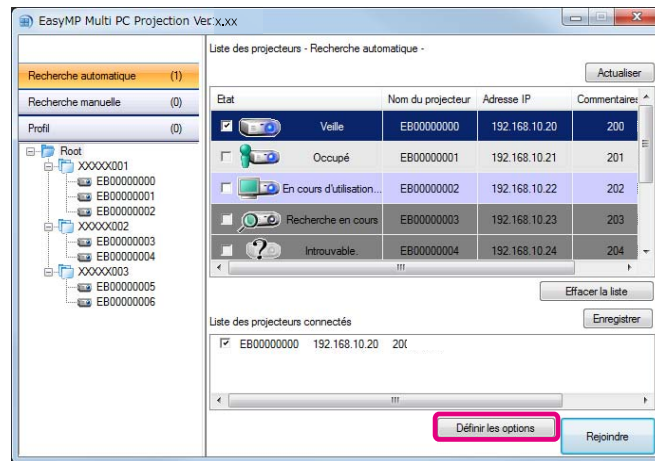 EasyMP Multi PC Projection Ver.x.xx
Liste des projecteurs - Recherche automatique -
Actualiser
Recherche automatique (1)
Recherche manuelle (0)
Profil (0)
Etat Nom du projecteur Adresse IP Commentaires
Veille EB00000000 192.168.10.20 200
Occupé EB00000001 192.168.10.21 201
En cours d'utilisation... EB00000002 192.168.10.22 202
Recherche en cours EB00000003 192.168.10.23 203
Introuvable. EB00000004 192.168.10.24 204
Root
XXXXX001
EB00000000
EB00000001
EB00000002
XXXXX002
EB00000003
EB00000004
XXXXX003
EB00000005
EB00000006
Effacer la liste
Liste des projecteurs connectés
Enregistrer
EB00000000 192.168.10.20 200
Définir les options
Rejoindre